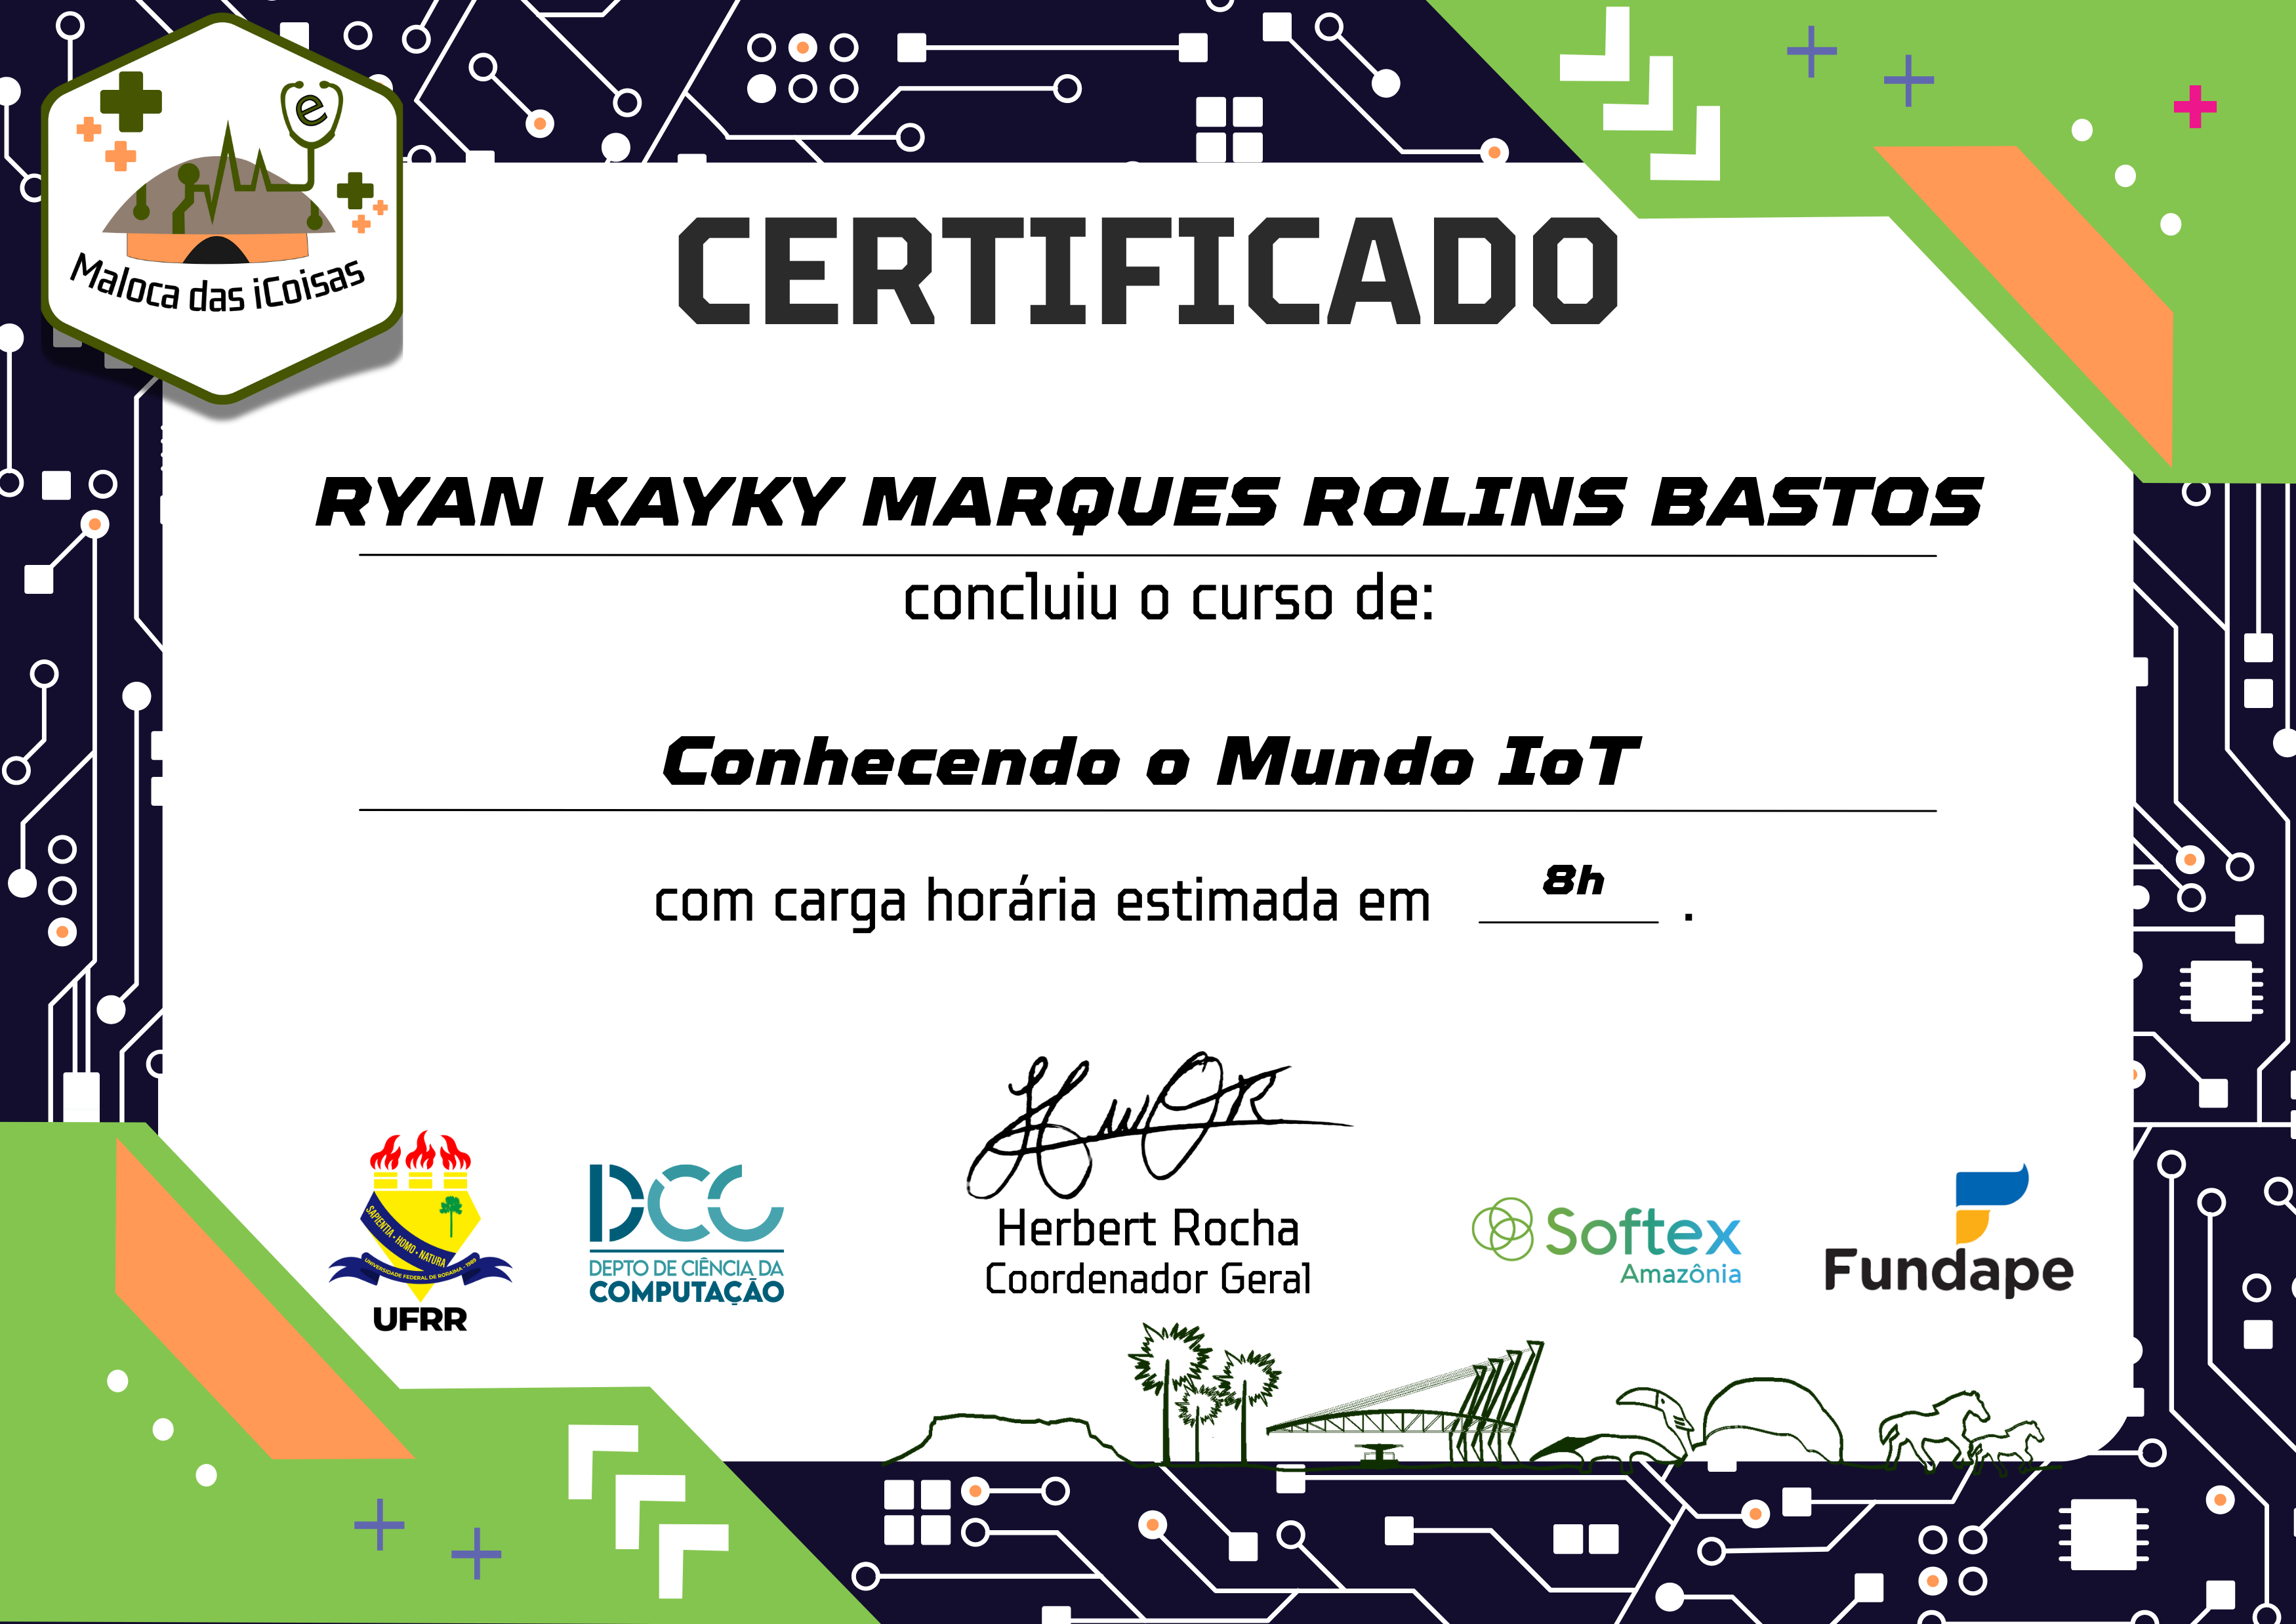 e
Maloca das iCoisas
CERTIFICADO
RYAN KAYKY MARQUES ROLINS BASTOS
concluiu o curso de:
Conhecendo o Mundo IoT
com carga horária estimada em 8h .
SAPIENTIA • HOMO • NATURA
UNIVERSIDADE FEDERAL DE RORAIMA - 1989
UFRR
DCC
DEPTO DE CIÊNCIA DA
COMPUTAÇÃO
Herbert Rocha
Coordenador Geral
Softex
Amazônia
Fundape